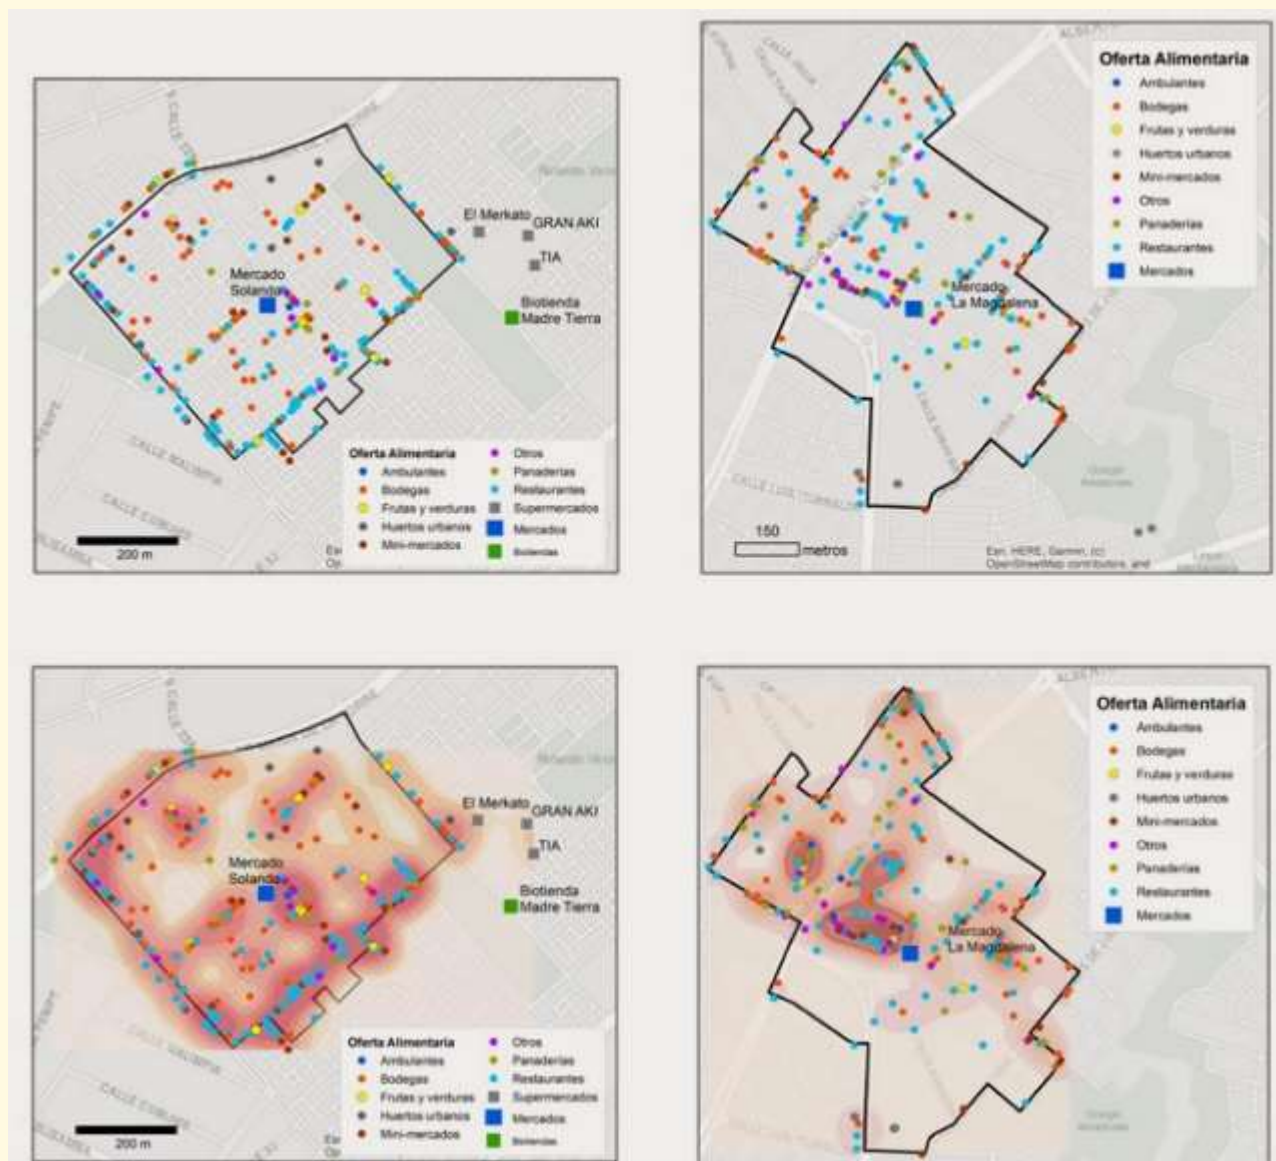 El Merkato
GRAN AKI
TIA
Mercado
Solanda
Biotienda
Madre Tierra
Oferta Alimentaria
Ambulantes
Bodegas
Frutas y verduras
Huertos urbanos
Mini-mercados
Otros
Panaderías
Restaurantes
Supermercados
Mercados
Biotiendas
200 m
Oferta Alimentaria
Ambulantes
Bodegas
Frutas y verduras
Huertos urbanos
Mini-mercados
Otros
Panaderías
Restaurantes
Mercados
Mercado
La Magdalena
150
metros
Esri, HERE, Garmin, (c)
OpenStreetMap contributors, and
El Merkato
GRAN AKI
TIA
Mercado
Solanda
Biotienda
Madre Tierra
Oferta Alimentaria
Ambulantes
Bodegas
Frutas y verduras
Huertos urbanos
Mini-mercados
Otros
Panaderías
Restaurantes
Supermercados
Mercados
Biotiendas
200 m
Oferta Alimentaria
Ambulantes
Bodegas
Frutas y verduras
Huertos urbanos
Mini-mercados
Otros
Panaderías
Restaurantes
Mercados
Mercado
La Magdalena